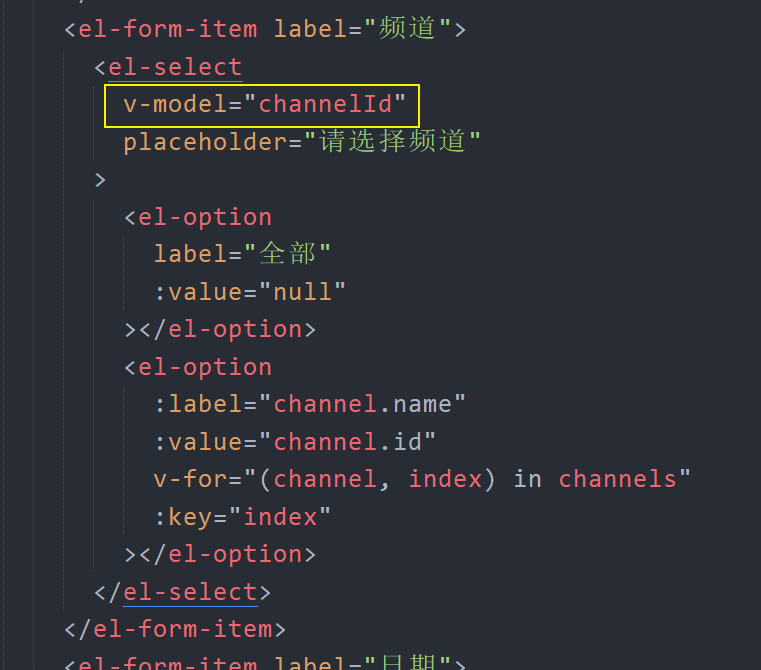 <el-form-item label="频道">
<el-select
v-model="channelId"
placeholder="请选择频道"
>
<el-option
label="全部"
:value="null"
></el-option>
<el-option
:label="channel.name"
:value="channel.id"
v-for="(channel, index) in channels"
:key="index"
></el-option>
</el-select>
</el-form-item>
<el-form-item label="日期">